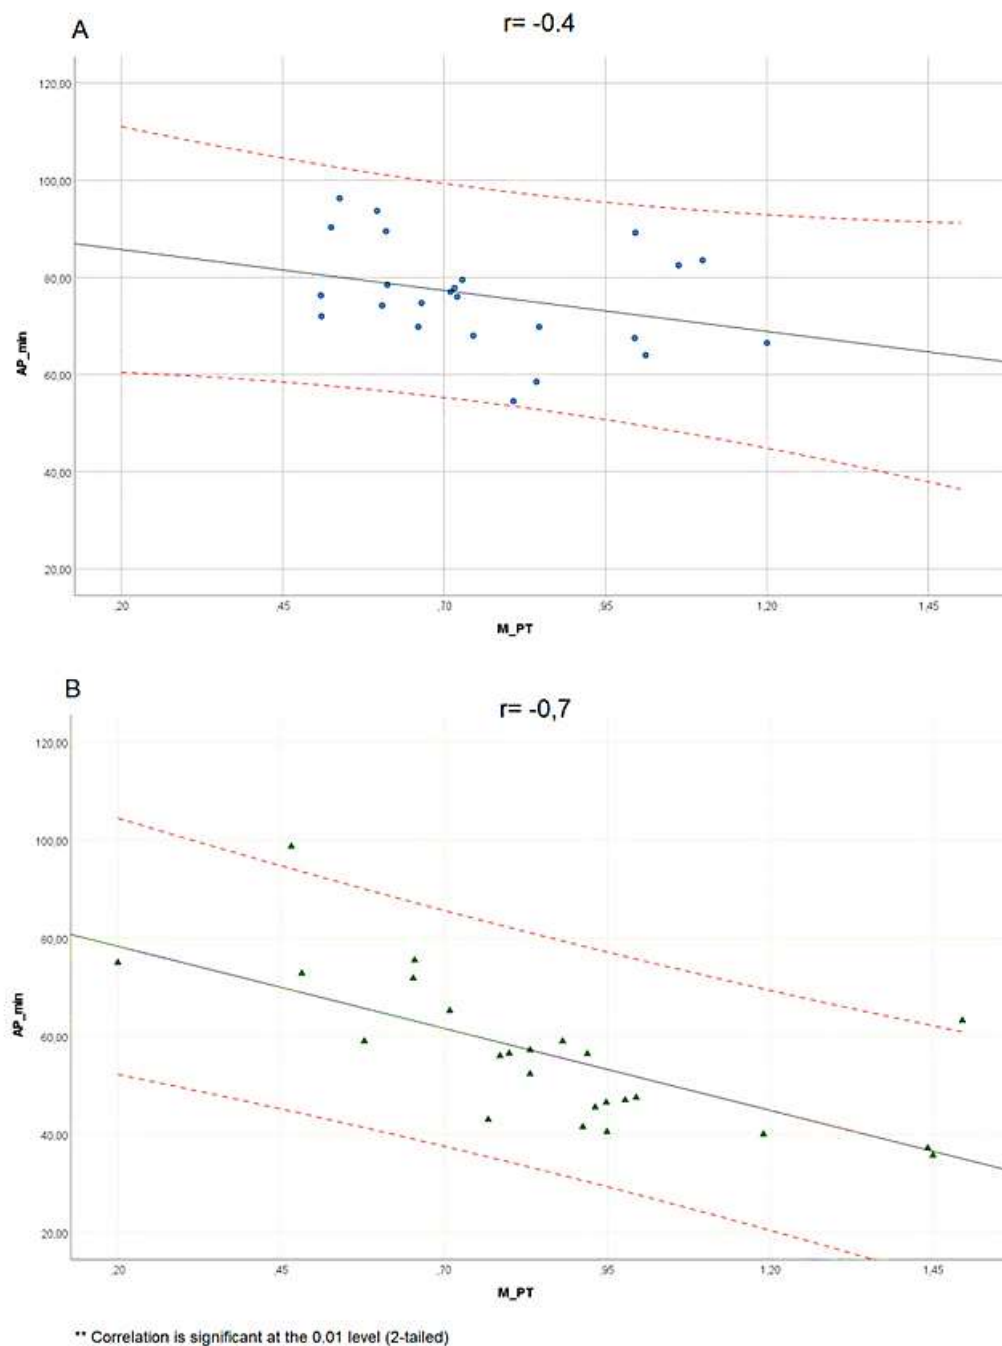 A
r= -0.4
120,00
100,00
80,00
60,00
40,00
20,00
AP_min
,20 ,45 ,70 ,95 1,20 1,45
M_PT
B
r= -0,7
120,00
100,00
80,00
60,00
40,00
20,00
AP_min
,20 ,45 ,70 ,95 1,20 1,45
M_PT
** Correlation is significant at the 0.01 level (2-tailed)